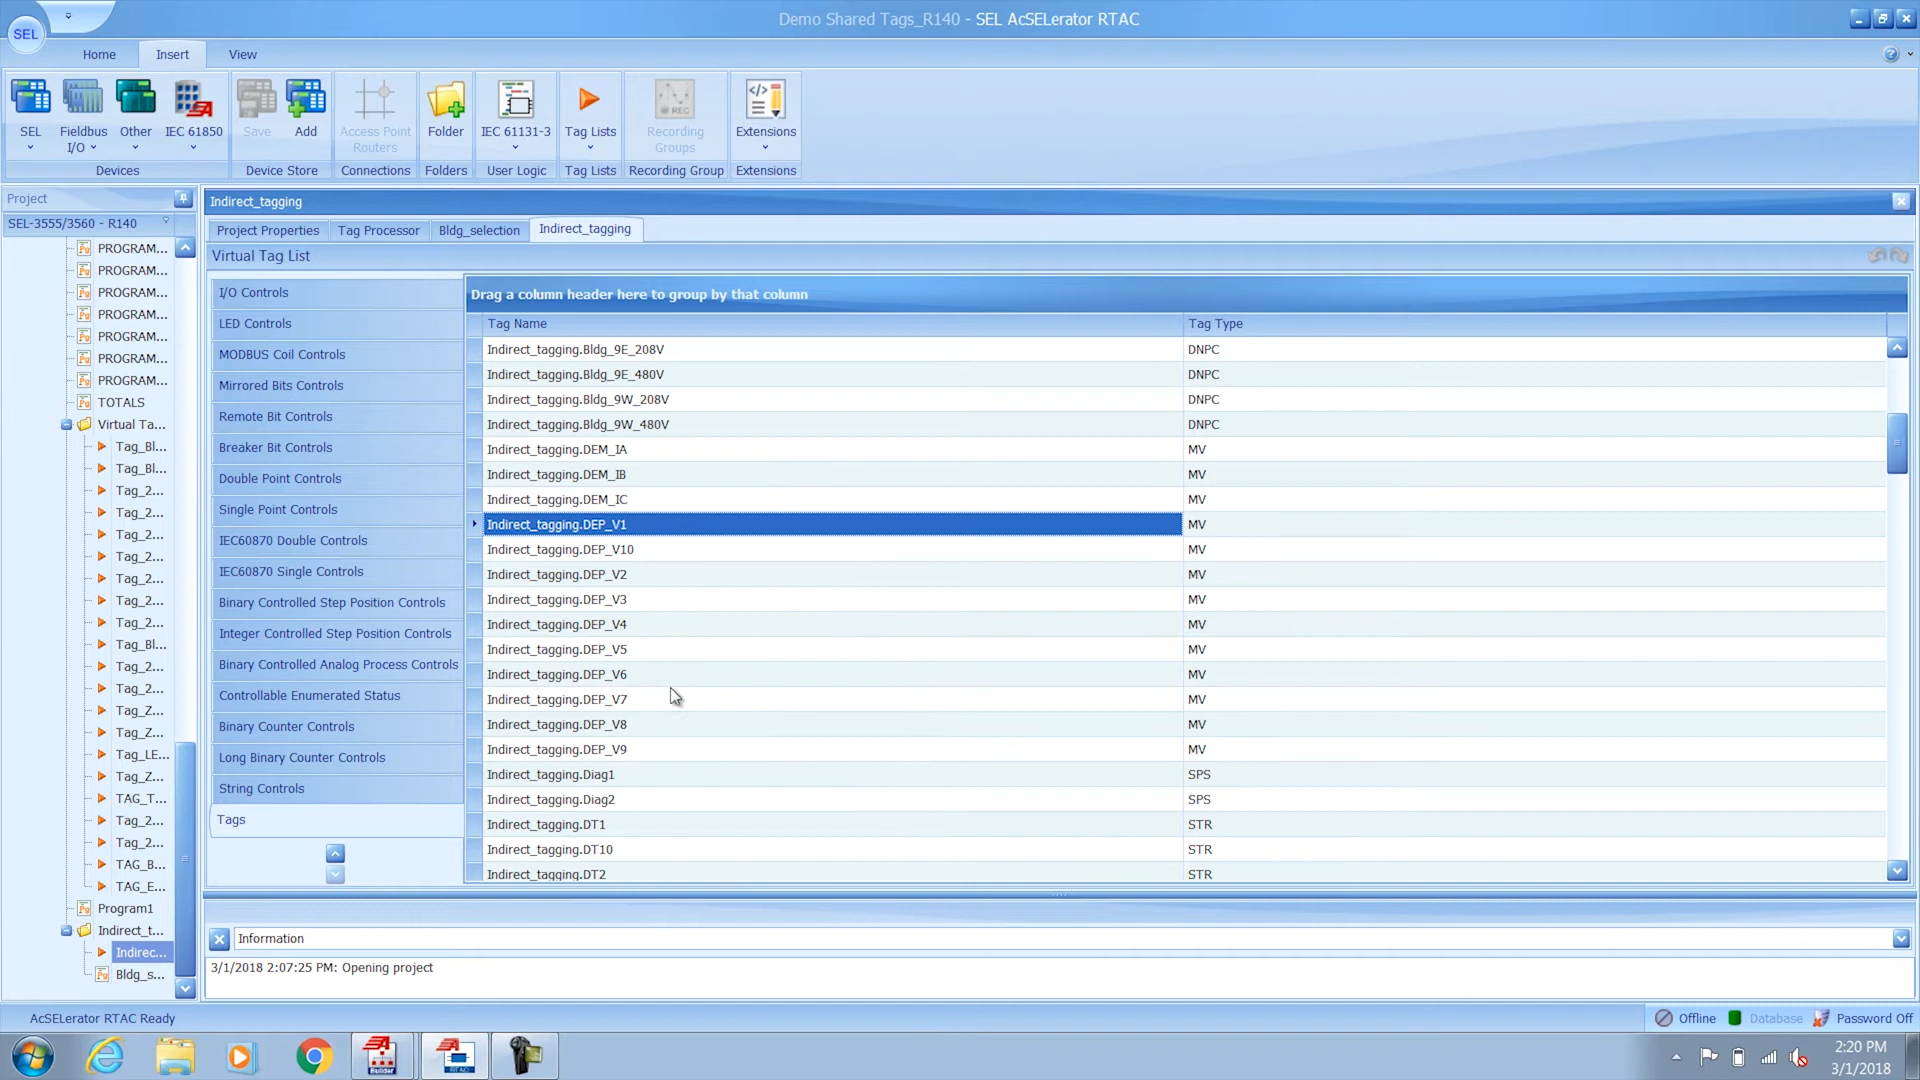 Demo Shared Tags_R140 - SEL AcSELerator RTAC
SEL
Home
Insert
View
SEL
Fieldbus I/O
Other
IEC 61850
Save
Add
Access Point Routers
Folder
IEC 61131-3
Tag Lists
Recording Groups
Extensions
Devices
Device Store
Connections
Folders
User Logic
Tag Lists
Recording Group
Extensions
Project
SEL-3555/3560 - R140
PROGRAM...
PROGRAM...
PROGRAM...
PROGRAM...
PROGRAM...
PROGRAM...
PROGRAM...
TOTALS
Virtual Ta...
Tag_Bl...
Tag_Bl...
Tag_2...
Tag_2...
Tag_2...
Tag_2...
Tag_2...
Tag_2...
Tag_2...
Tag_Bl...
Tag_2...
Tag_2...
Tag_Z...
Tag_Z...
Tag_LE...
Tag_Z...
TAG_T...
Tag_2...
Tag_2...
TAG_B...
TAG_E...
Program1
Indirect_t...
Indirec...
Bldg_s...
Indirect_tagging
Project Properties
Tag Processor
Bldg_selection
Indirect_tagging
Virtual Tag List
I/O Controls
LED Controls
MODBUS Coil Controls
Mirrored Bits Controls
Remote Bit Controls
Breaker Bit Controls
Double Point Controls
Single Point Controls
IEC60870 Double Controls
IEC60870 Single Controls
Binary Controlled Step Position Controls
Integer Controlled Step Position Controls
Binary Controlled Analog Process Controls
Controllable Enumerated Status
Binary Counter Controls
Long Binary Counter Controls
String Controls
Tags
Drag a column header here to group by that column
Tag Name Tag Type
Indirect_tagging.Bldg_9E_208V DNPC
Indirect_tagging.Bldg_9E_480V DNPC
Indirect_tagging.Bldg_9W_208V DNPC
Indirect_tagging.Bldg_9W_480V DNPC
Indirect_tagging.DEM_IA MV
Indirect_tagging.DEM_IB MV
Indirect_tagging.DEM_IC MV
Indirect_tagging.DEP_V1 MV
Indirect_tagging.DEP_V10 MV
Indirect_tagging.DEP_V2 MV
Indirect_tagging.DEP_V3 MV
Indirect_tagging.DEP_V4 MV
Indirect_tagging.DEP_V5 MV
Indirect_tagging.DEP_V6 MV
Indirect_tagging.DEP_V7 MV
Indirect_tagging.DEP_V8 MV
Indirect_tagging.DEP_V9 MV
Indirect_tagging.Diag1 SPS
Indirect_tagging.Diag2 SPS
Indirect_tagging.DT1 STR
Indirect_tagging.DT10 STR
Indirect_tagging.DT2 STR
Information
3/1/2018 2:07:25 PM: Opening project
AcSELerator RTAC Ready
Offline
Database
Password Off
Builder
RTAC
2:20 PM
3/1/2018